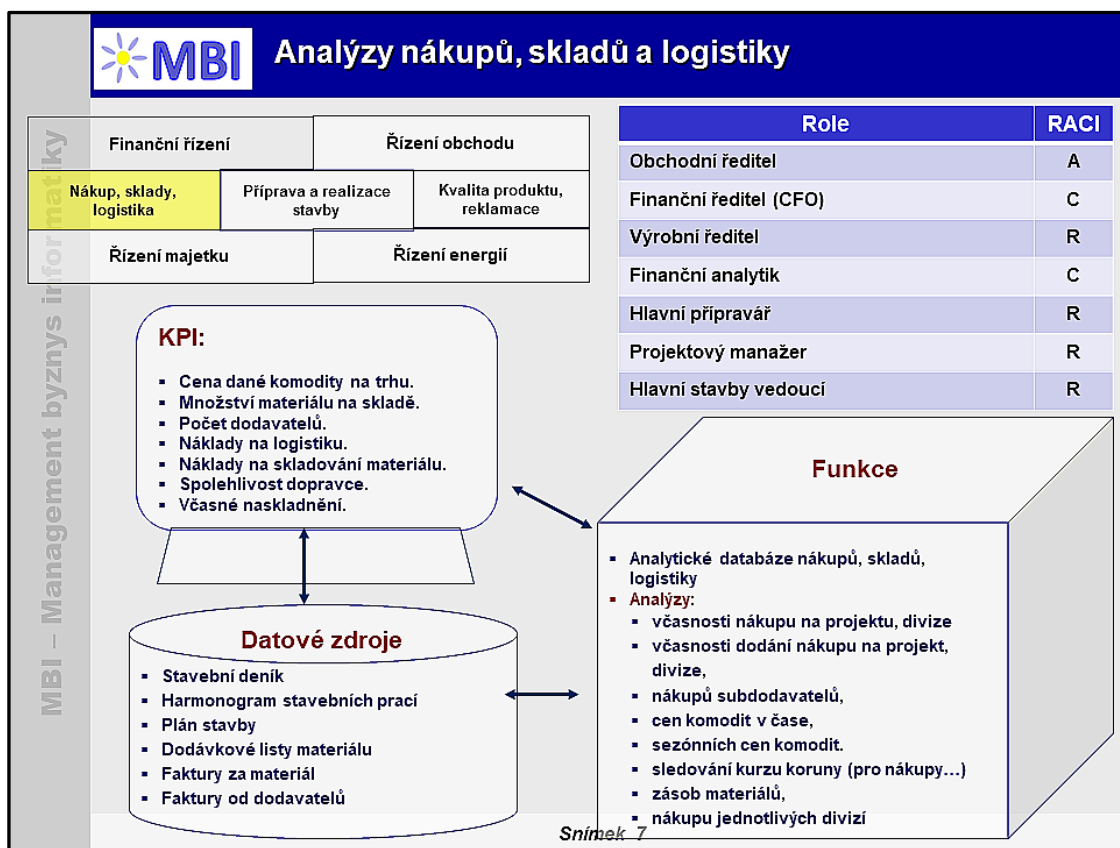 MBI
Analýzy nákupů, skladů a logistiky
MBI – Management byznys informatiky
Finanční řízení
Řízení obchodu
Nákup, sklady,
logistika
Příprava a realizace
stavby
Kvalita produktu,
reklamace
Řízení majetku
Řízení energií
Role RACI
Obchodní ředitel A
Finanční ředitel (CFO) C
Výrobní ředitel R
Finanční analytik C
Hlavní přípravář R
Projektový manažer R
Hlavní stavby vedoucí R
KPI:
▪ Cena dané komodity na trhu.
▪ Množství materiálu na skladě.
▪ Počet dodavatelů.
▪ Náklady na logistiku.
▪ Náklady na skladování materiálu.
▪ Spolehlivost dopravce.
▪ Včasné naskladnění.
Datové zdroje
▪ Stavební deník
▪ Harmonogram stavebních prací
▪ Plán stavby
▪ Dodávkové listy materiálu
▪ Faktury za materiál
▪ Faktury od dodavatelů
Funkce
▪ Analytické databáze nákupů, skladů,
logistiky
▪ Analýzy:
▪ včasnosti nákupu na projektu, divize
▪ včasnosti dodání nákupu na projekt,
divize,
▪ nákupů subdodavatelů,
▪ cen komodit v čase,
▪ sezónních cen komodit.
▪ sledování kurzu koruny (pro nákupy…)
▪ zásob materiálů,
▪ nákupu jednotlivých divizí
Snímek 7